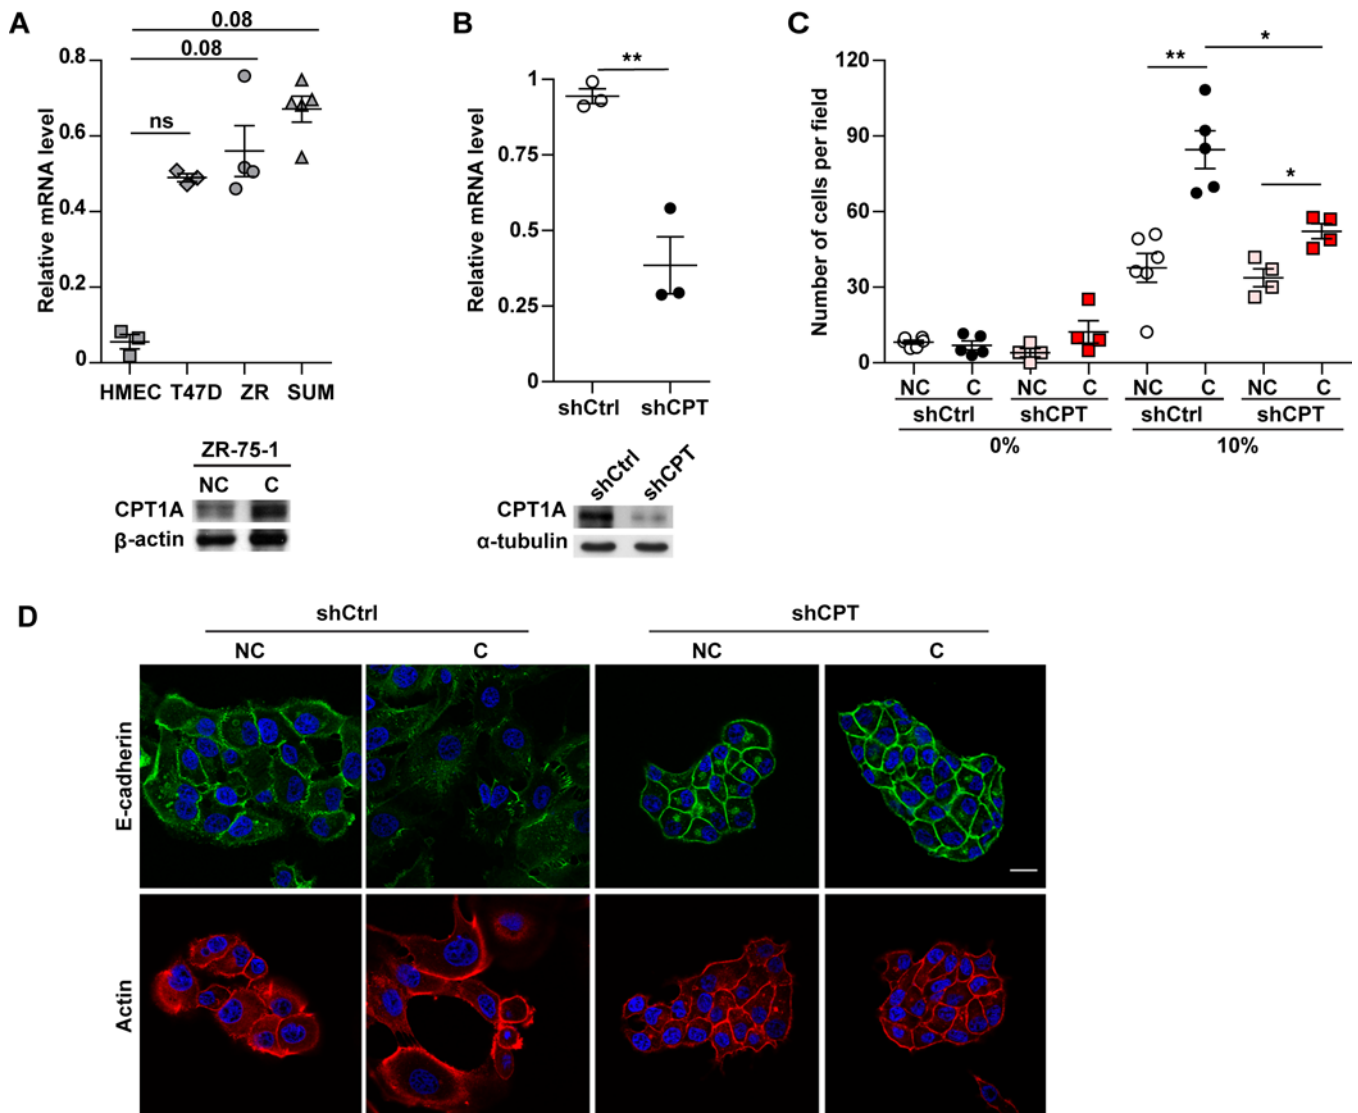 A
0.08
0.08
ns
Relative mRNA level
0.8
0.6
0.4
0.2
0
HMEC T47D ZR SUM
ZR-75-1
NC C
CPT1A
β-actin
B
**
Relative mRNA level
1
0.75
0.5
0.25
0
shCtrl shCPT
shCtrl shCPT
CPT1A
α-tubulin
C
*
**
*
Number of cells per field
120
90
60
30
0
NC C NC C NC C NC C
shCtrl shCPT shCtrl shCPT
0% 10%
D
shCtrl shCPT
NC C NC C
E-cadherin
Actin